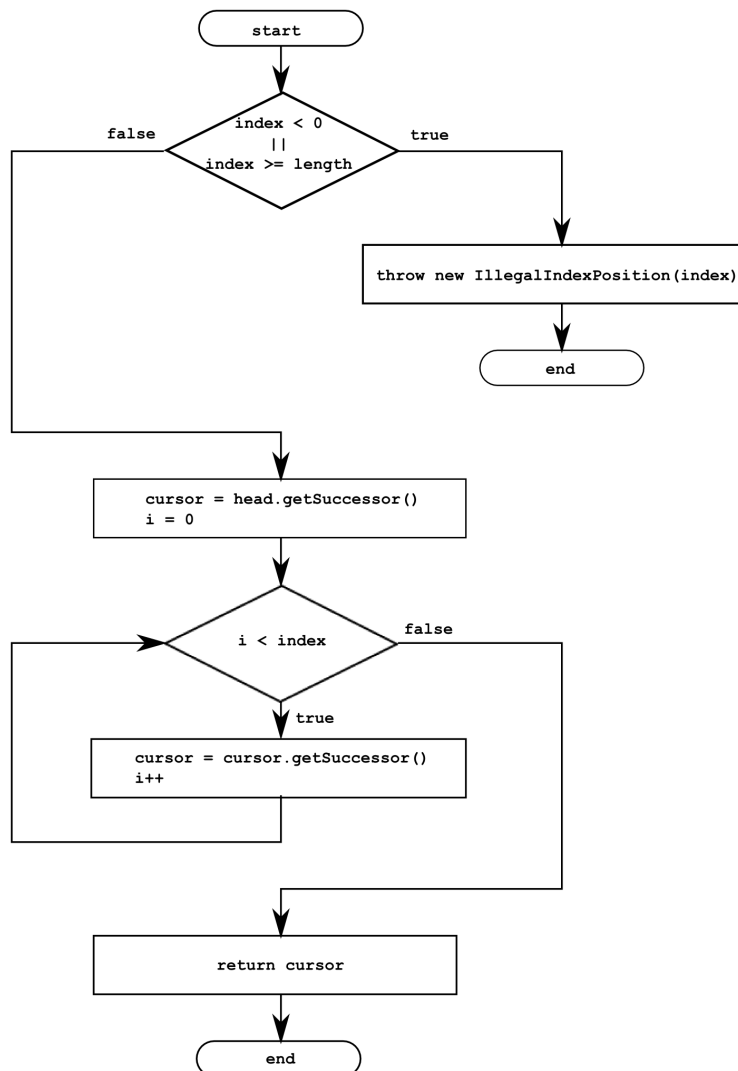 start
false
index < 0
||
index >= length
true
throw new IllegalIndexPosition(index)
end
cursor = head.getSuccessor()
i = 0
i < index
false
true
cursor = cursor.getSuccessor()
i++
return cursor
end